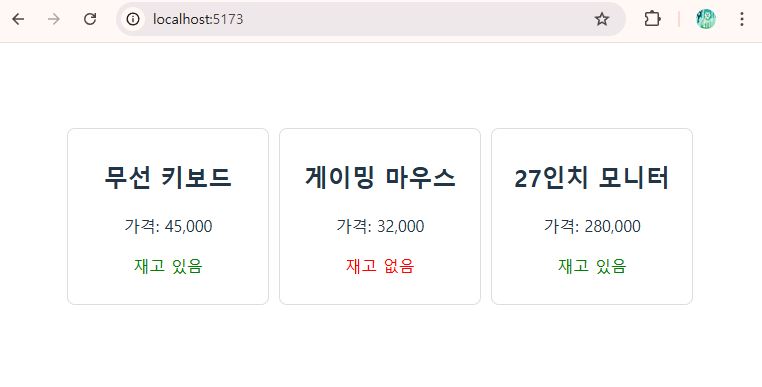 localhost:5173
무선 키보드
가격: 45,000
재고 있음
게이밍 마우스
가격: 32,000
재고 없음
27인치 모니터
가격: 280,000
재고 있음